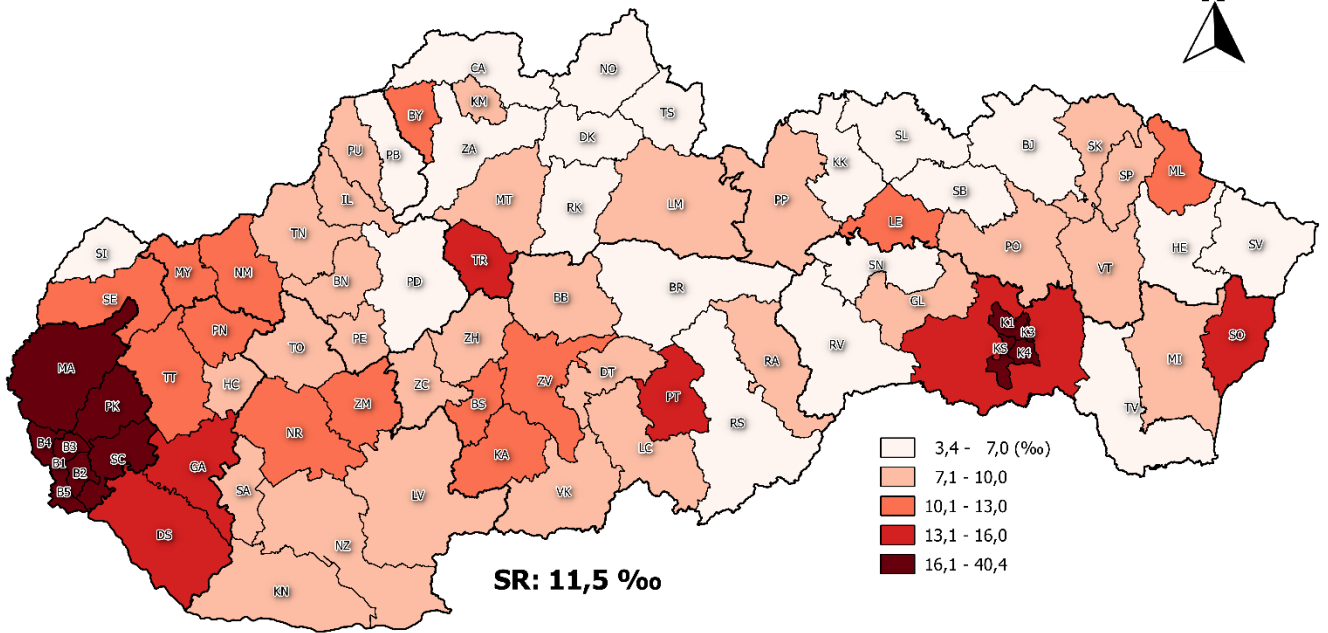 CA
NO
KM
TS
BY
DK
SL
BJ
SK
PU
PB
ZA
KK
SP
ML
SB
IL
MT
RK
LM
PP
LE
TN
PO
HE
SV
SI
MY
NM
TR
SN
VT
BN
PD
BB
BR
GL
SE
PN
K1
K3
SO
TO
PE
ZH
RV
KS
K4
MA
TT
HC
ZC
ZV
DT
RA
MI
PK
ZM
BS
PT
TV
NR
RS
B4
B3
B1
B2
SC
B5
GA
KA
LC
SA
LV
VK
DS
NZ
KN
3,4 - 7,0 (‰)
7,1 - 10,0
10,1 - 13,0
13,1 - 16,0
16,1 - 40,4
SR: 11,5 ‰